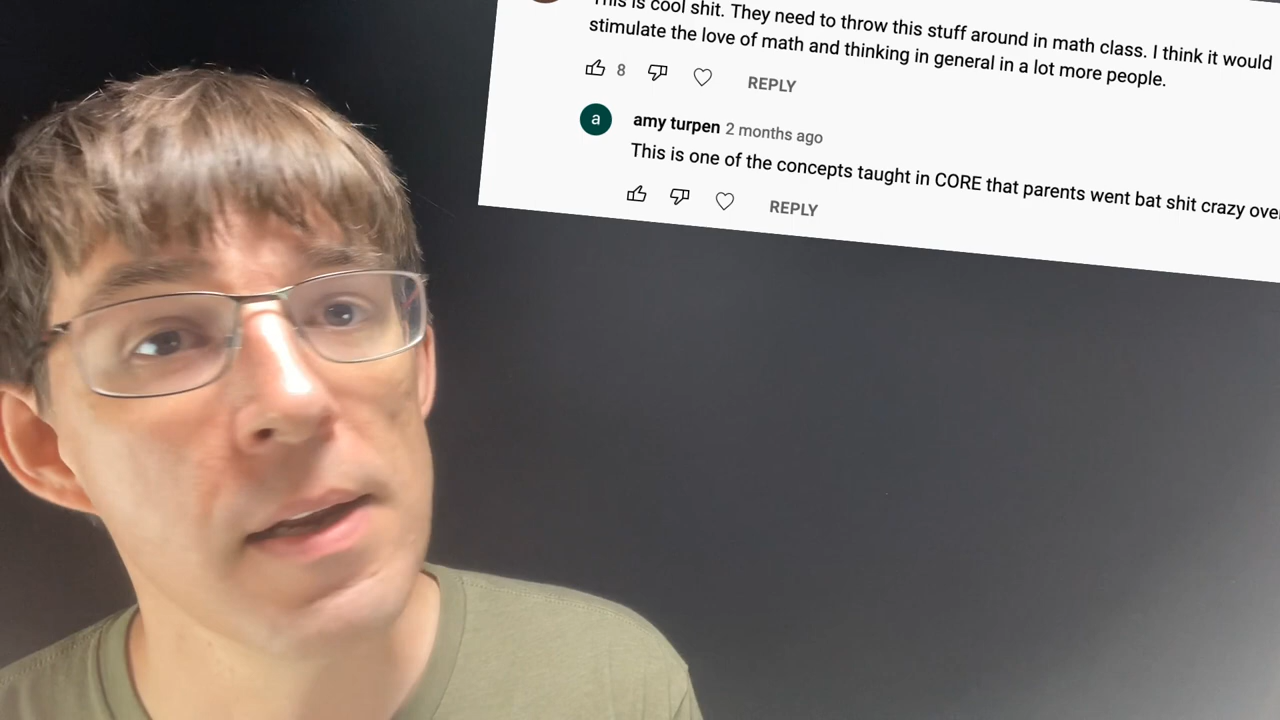 This is cool shit. They need to throw this stuff around in math class. I think it would
stimulate the love of math and thinking in general in a lot more people.
8
REPLY
a
amy turpen 2 months ago
This is one of the concepts taught in CORE that parents went bat shit crazy over
REPLY